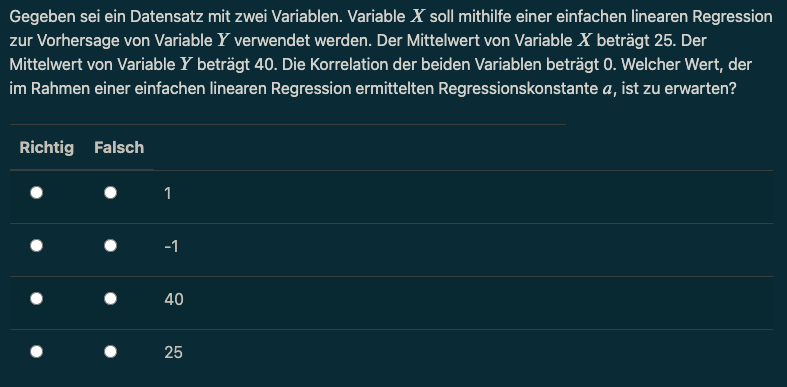 Gegeben sei ein Datensatz mit zwei Variablen. Variable X soll mithilfe einer einfachen linearen Regression
zur Vorhersage von Variable Y verwendet werden. Der Mittelwert von Variable X beträgt 25. Der
Mittelwert von Variable Y beträgt 40. Die Korrelation der beiden Variablen beträgt 0. Welcher Wert, der
im Rahmen einer einfachen linearen Regression ermittelten Regressionskonstante a, ist zu erwarten?
Richtig Falsch
1
-1
40
25